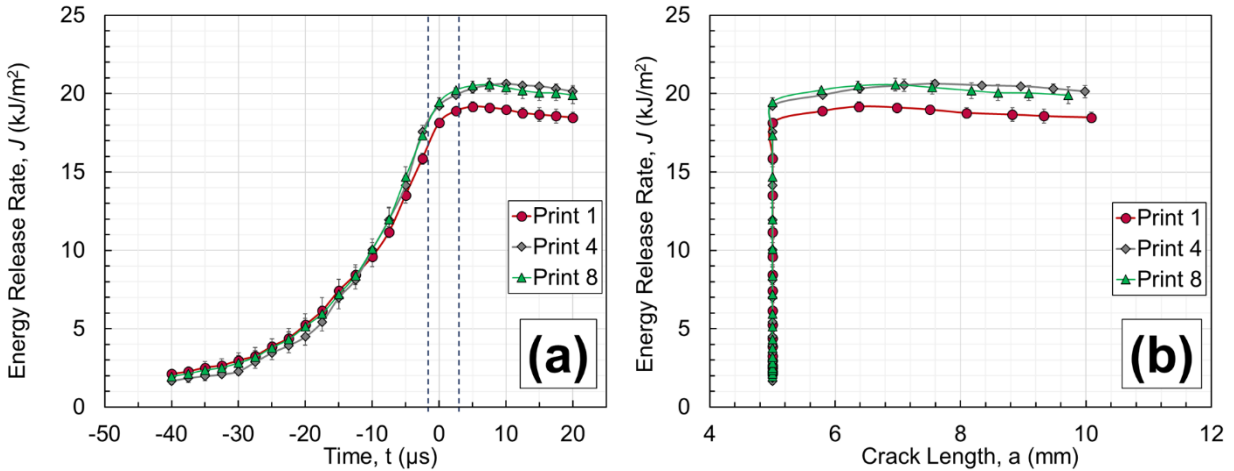 Energy Release Rate, J (kJ/m²)
25
20
15
10
5
0
-50 -40 -30 -20 -10 0 10 20
Time, t (μs)
Print 1
Print 4
Print 8
(a)
Energy Release Rate, J (kJ/m²)
25
20
15
10
5
0
4 6 8 10 12
Crack Length, a (mm)
Print 1
Print 4
Print 8
(b)